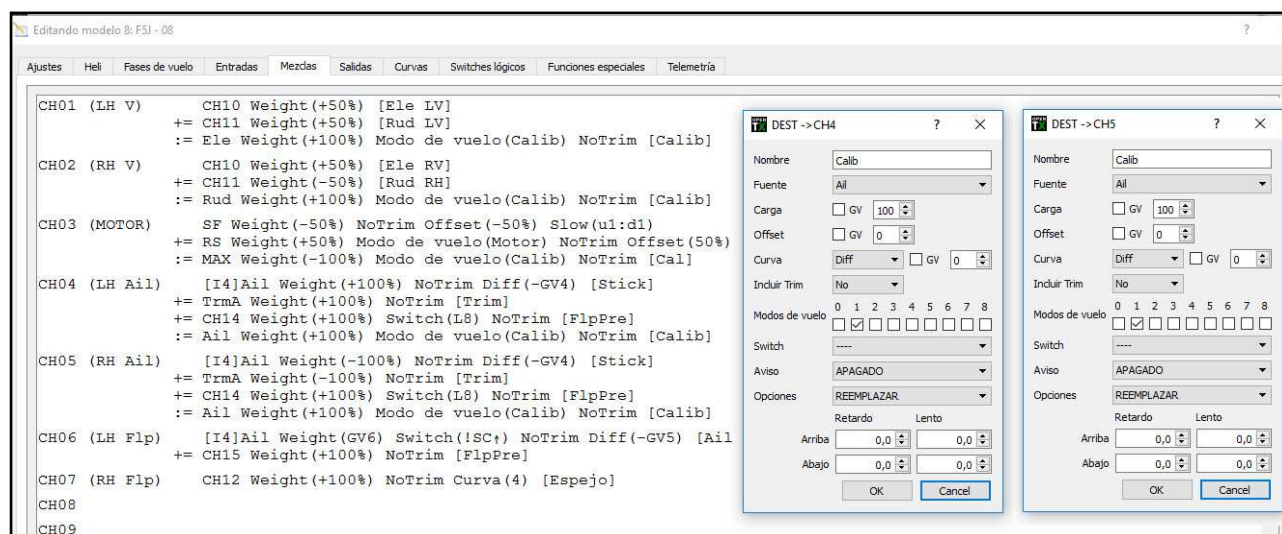 Editando modelo 8: F5J - 08
?
Ajustes Heli Fases de vuelo Entradas Mezclas Salidas Curvas Switches lógicos Funciones especiales Telemetría
CH01 (LH V) CH10 Weight(+50%) [Ele LV]
+= CH11 Weight(+50%) [Rud LV]
:= Ele Weight(+100%) Modo de vuelo(Calib) NoTrim [Calib]
CH02 (RH V) CH10 Weight(+50%) [Ele RV]
+= CH11 Weight(-50%) [Rud RH]
:= Rud Weight(+100%) Modo de vuelo(Calib) NoTrim [Calib]
CH03 (MOTOR) SF Weight(-50%) NoTrim Offset(-50%) Slow(u1:d1)
+= RS Weight(+50%) Modo de vuelo(Motor) NoTrim Offset(50%)
:= MAX Weight(-100%) Modo de vuelo(Calib) NoTrim [Cal]
CH04 (LH Ail) [I4]Ail Weight(+100%) NoTrim Diff(-GV4) [Stick]
+= TrmA Weight(+100%) NoTrim [Trim]
+= CH14 Weight(+100%) Switch(L8) NoTrim [FlpPre]
:= Ail Weight(+100%) Modo de vuelo(Calib) NoTrim [Calib]
CH05 (RH Ail) [I4]Ail Weight(-100%) NoTrim Diff(-GV4) [Stick]
+= TrmA Weight(-100%) NoTrim [Trim]
+= CH14 Weight(+100%) Switch(L8) NoTrim [FlpPre]
:= Ail Weight(+100%) Modo de vuelo(Calib) NoTrim [Calib]
CH06 (LH Flp) [I4]Ail Weight(GV6) Switch(!SC↑) NoTrim Diff(-GV5) [Ail
+= CH15 Weight(+100%) NoTrim [FlpPre]
CH07 (RH Flp) CH12 Weight(+100%) NoTrim Curva(4) [Espejo]
CH08
CH09
OPEN TX DEST ->CH4 ? ×
Nombre Calib
Fuente Ail
Carga GV 100
Offset GV 0
Curva Diff GV 0
Incluir Trim No
0 1 2 3 4 5 6 7 8
Modos de vuelo
Switch ----
Aviso APAGADO
Opciones REEMPLAZAR
Retardo Lento
Arriba 0,0 0,0
Abajo 0,0 0,0
OK Cancel
OPEN TX DEST ->CH5 ? ×
Nombre Calib
Fuente Ail
Carga GV 100
Offset GV 0
Curva Diff GV 0
Incluir Trim No
0 1 2 3 4 5 6 7 8
Modos de vuelo
Switch ----
Aviso APAGADO
Opciones REEMPLAZAR
Retardo Lento
Arriba 0,0 0,0
Abajo 0,0 0,0
OK Cancel